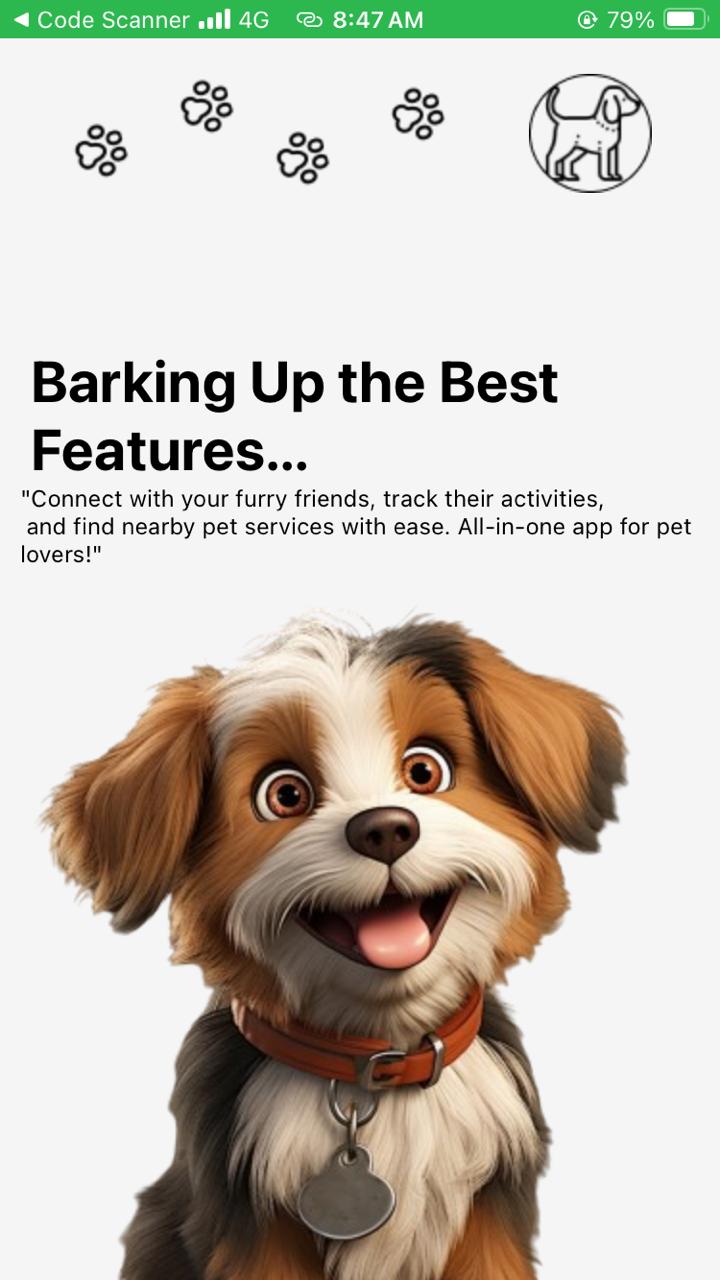 Code Scanner 4G 8:47 AM 79%
Barking Up the Best
Features...
"Connect with your furry friends, track their activities,
and find nearby pet services with ease. All-in-one app for pet
lovers!"